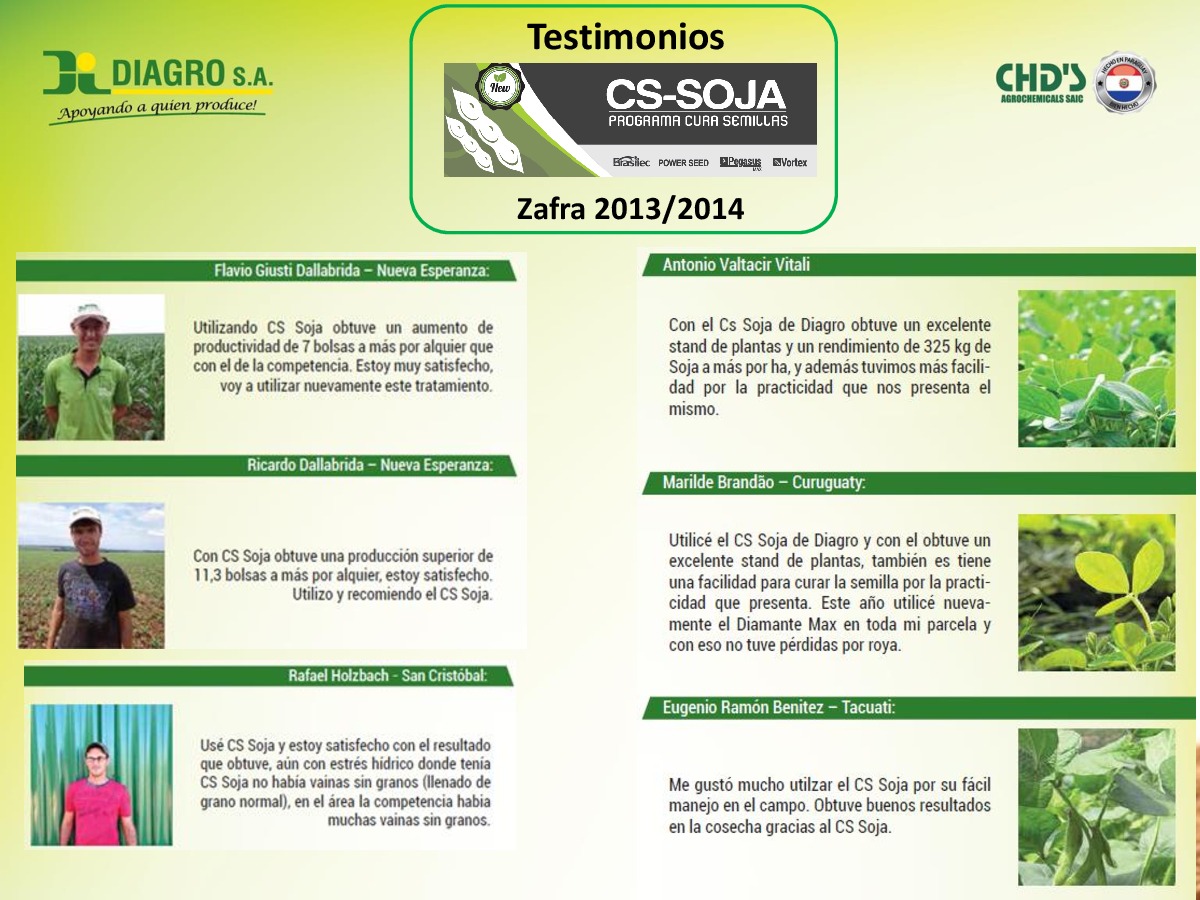 DIAGRO S.A.
Apoyando a quien produce!
Testimonios
New
CS-SOJA
PROGRAMA CURA SEMILLAS
Brasilec POWER SEED Pegasus Vortex
Zafra 2013/2014
CHD'S
AGROCHEMICALS SAIC
HECHO EN PARAGUAY
BIEN HECHO
Flavio Giusti Dallabrida – Nueva Esperanza:
Utilizando CS Soja obtuve un aumento de
productividad de 7 bolsas a más por alquier que
con el de la competencia. Estoy muy satisfecho,
voy a utilizar nuevamente este tratamiento.
Ricardo Dallabrida – Nueva Esperanza:
Con CS Soja obtuve una producción superior de
11,3 bolsas a más por alquier, estoy satisfecho.
Utilizo y recomiendo el CS Soja.
Rafael Holzbach - San Cristóbal:
Usé CS Soja y estoy satisfecho con el resultado
que obtuve, aún con estrés hídrico donde tenía
CS Soja no había vainas sin granos (llenado de
grano normal), en el área la competencia habia
muchas vainas sin granos.
Antonio Valtacir Vitali
Con el Cs Soja de Diagro obtuve un excelente
stand de plantas y un rendimiento de 325 kg de
Soja a más por ha, y además tuvimos más facili-
dad por la practicidad que nos presenta el
mismo.
Marilde Brandão – Curuguaty:
Utilicé el CS Soja de Diagro y con el obtuve un
excelente stand de plantas, también es tiene
una facilidad para curar la semilla por la practi-
cidad que presenta. Este año utilicé nueva-
mente el Diamante Max en toda mi parcela y
con eso no tuve pérdidas por roya.
Eugenio Ramón Benitez – Tacuati:
Me gustó mucho utilzar el CS Soja por su fácil
manejo en el campo. Obtuve buenos resultados
en la cosecha gracias al CS Soja.